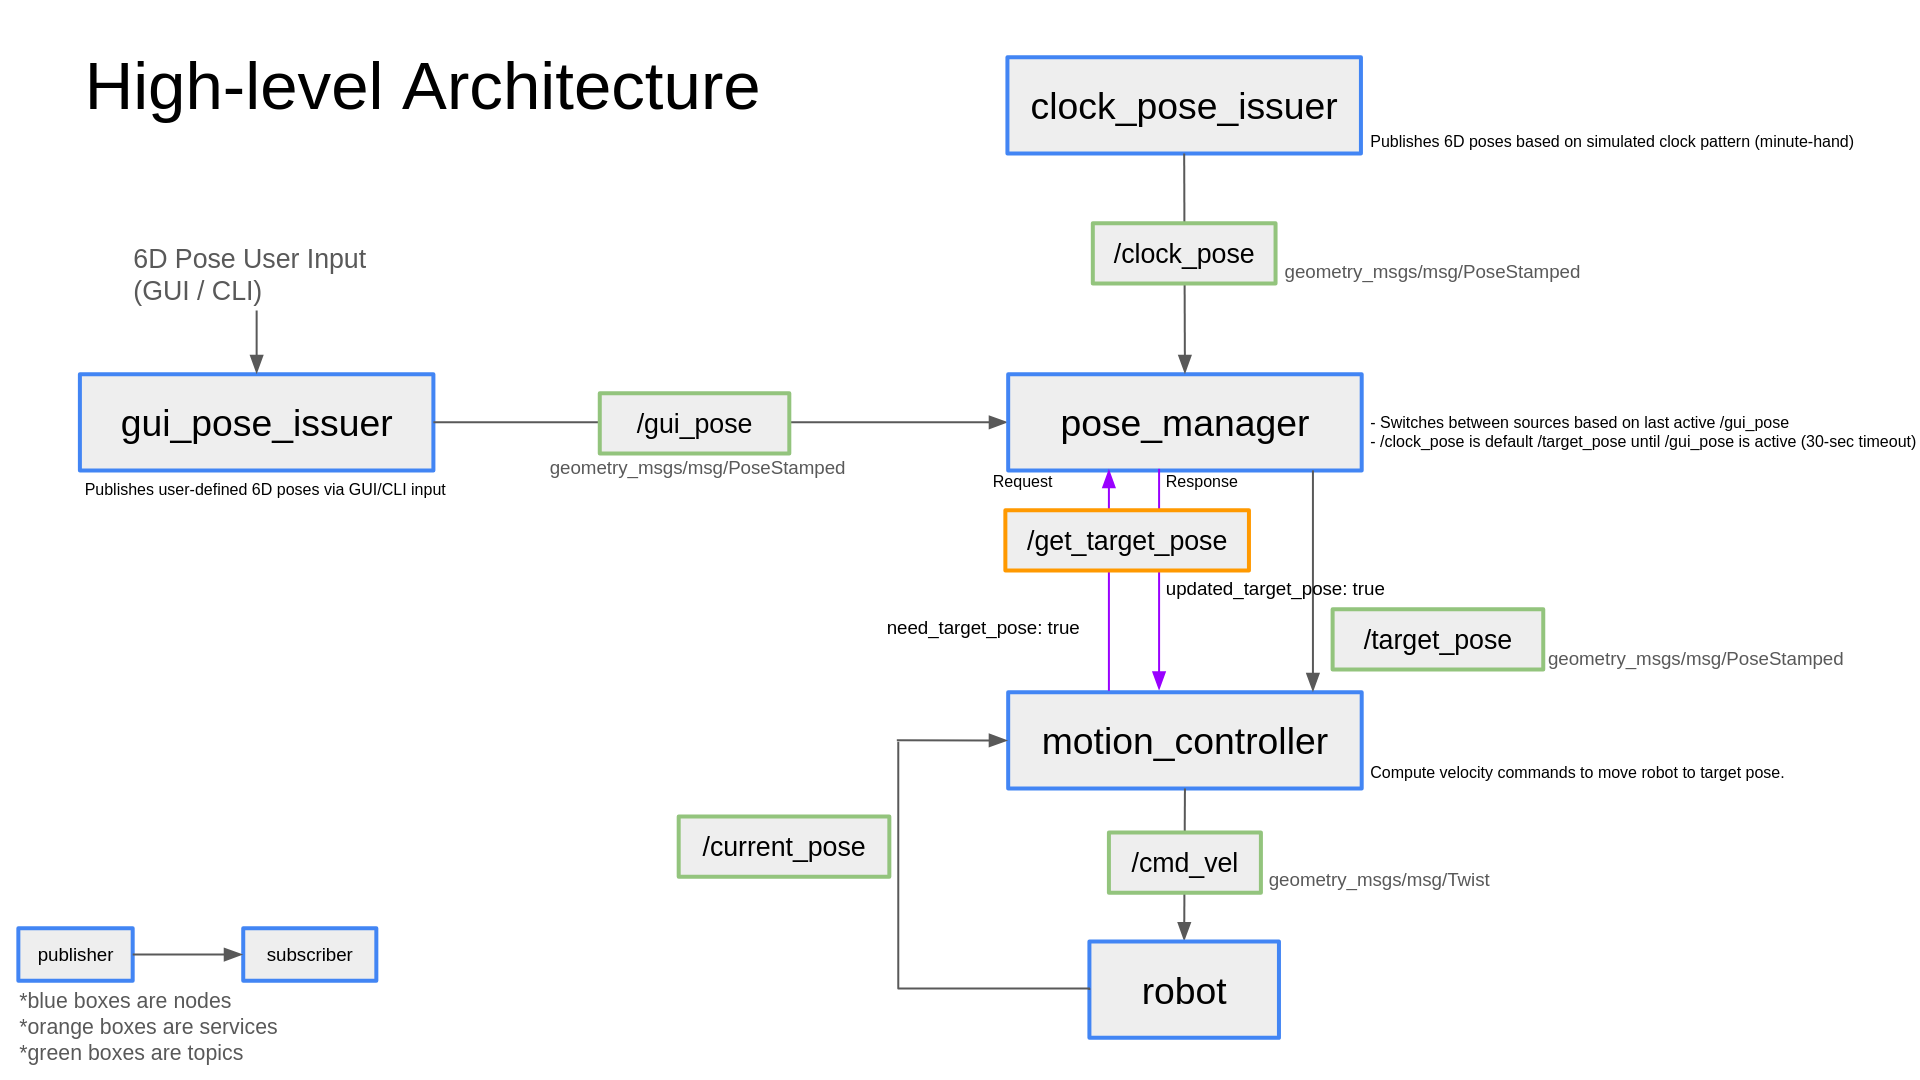 High-level Architecture
clock_pose_issuer
Publishes 6D poses based on simulated clock pattern (minute-hand)
/clock_pose
geometry_msgs/msg/PoseStamped
6D Pose User Input
(GUI / CLI)
gui_pose_issuer
Publishes user-defined 6D poses via GUI/CLI input
/gui_pose
geometry_msgs/msg/PoseStamped
pose_manager
- Switches between sources based on last active /gui_pose
- /clock_pose is default /target_pose until /gui_pose is active (30-sec timeout)
Request
Response
/get_target_pose
updated_target_pose: true
need_target_pose: true
/target_pose
geometry_msgs/msg/PoseStamped
motion_controller
Compute velocity commands to move robot to target pose.
/current_pose
/cmd_vel
geometry_msgs/msg/Twist
robot
publisher
subscriber
*blue boxes are nodes
*orange boxes are services
*green boxes are topics